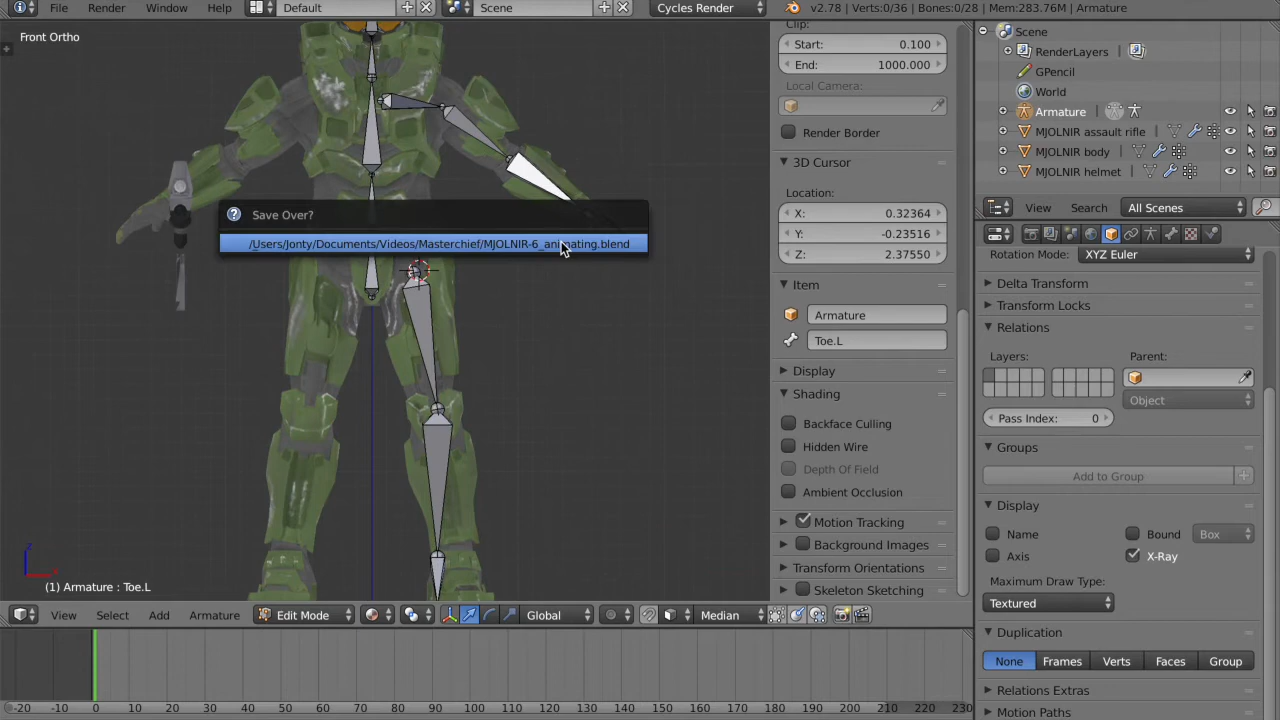 File Render Window Help Default Scene Cycles Render v2.78 | Verts:0/36 | Bones:0/28 | Mem:283.76M | Armature
Front Ortho
Clip:
Start: 0.100
End: 1000.000
Local Camera:
Render Border
3D Cursor
Location:
X: 0.32364
Y: -0.23516
Z: 2.37550
Item
Armature
Toe.L
Display
Shading
Backface Culling
Hidden Wire
Depth Of Field
Ambient Occlusion
Motion Tracking
Background Images
Transform Orientations
Skeleton Sketching
Save Over?
/Users/Jonty/Documents/Videos/Masterchief/MJOLNIR-6_animating.blend
(1) Armature : Toe.L
View Select Add Armature Edit Mode Global Median
-20 -10 0 10 20 30 40 50 60 70 80 90 100 110 120 130 140 150 160 170 180 190 200 210 220 230
Scene
RenderLayers
GPencil
World
Armature
MJOLNIR assault rifle
MJOLNIR body
MJOLNIR helmet
View Search All Scenes
Rotation Mode: XYZ Euler
Delta Transform
Transform Locks
Relations
Layers: Parent:
Object
Pass Index: 0
Groups
Add to Group
Display
Name Bound Box
Axis X-Ray
Maximum Draw Type:
Textured
Duplication
None Frames Verts Faces Group
Relations Extras
Motion Paths